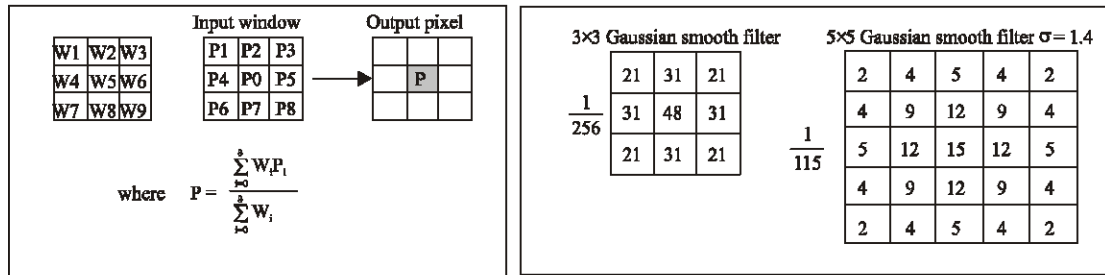 Input window
Output pixel
W1 W2 W3
W4 W5 W6
W7 W8 W9
P1 P2 P3
P4 P0 P5
P6 P7 P8
P
where P = 
∑ WᵢPᵢ
∑ Wᵢ
3×3 Gaussian smooth filter
1
256
21 31 21
31 48 31
21 31 21
5×5 Gaussian smooth filter σ = 1.4
1
115
2 4 5 4 2
4 9 12 9 4
5 12 15 12 5
4 9 12 9 4
2 4 5 4 2